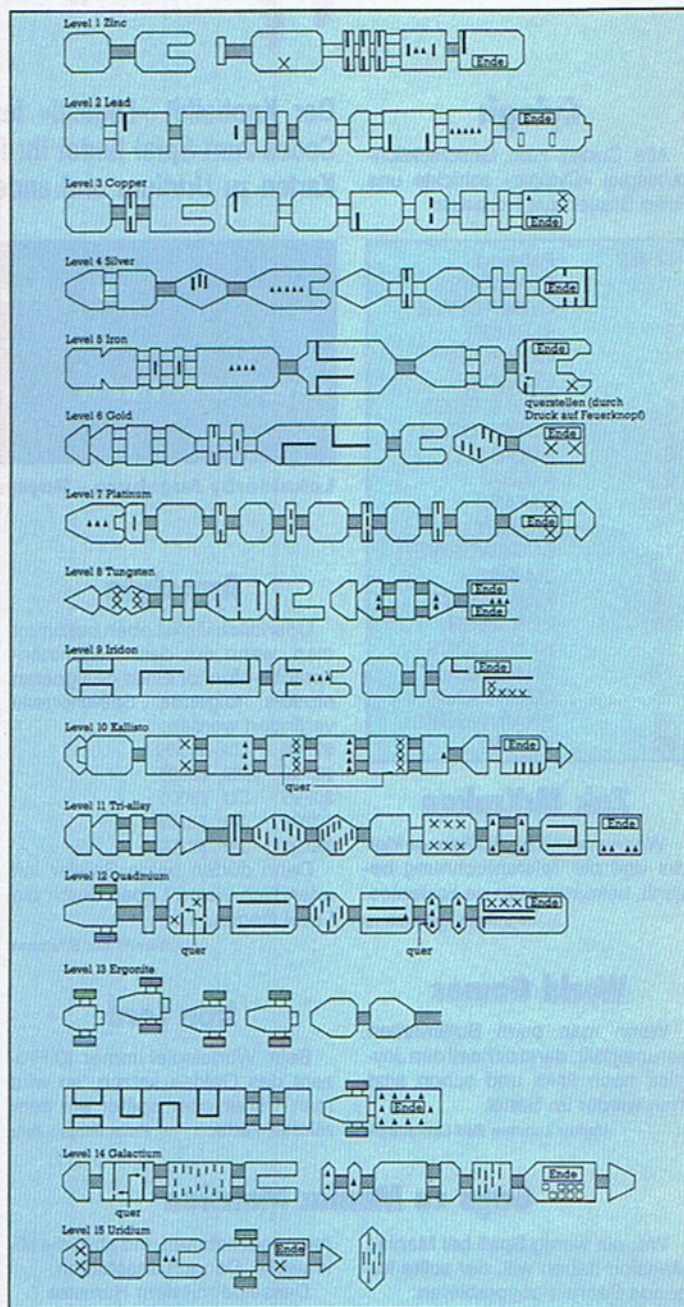 Level 1 Zinc
Ende
Level 2 Lead
Ende
Level 3 Copper
Ende
Level 4 Silver
Ende
Level 5 Iron
Ende
querstellen (durch
Druck auf Feuerknopf)
Level 6 Gold
Ende
Level 7 Platinum
Ende
Level 8 Tungsten
Ende
Ende
Level 9 Iridon
Ende
Level 10 Kallisto
Ende
quer
Level 11 Tri-allay
Ende
Level 12 Quadmium
Ende
quer
quer
Level 13 Ergonite
Ende
Level 14 Galactium
Ende
quer
Level 15 Uridium
Ende